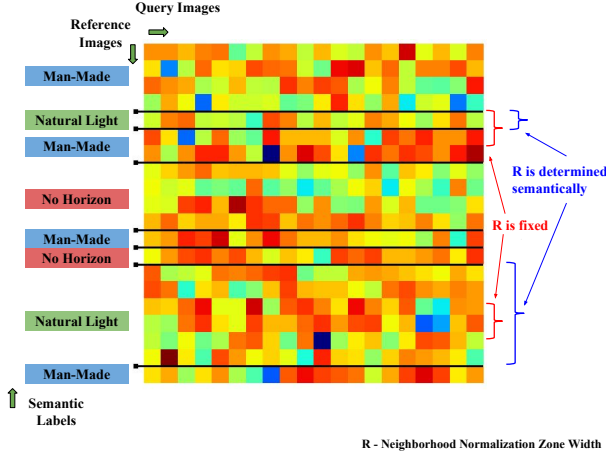 Query Images
Reference
Images
Man-Made
Natural Light
Man-Made
No Horizon
Man-Made
No Horizon
Natural Light
Man-Made
Semantic
Labels
R is determined
semantically
R is fixed
R - Neighborhood Normalization Zone Width